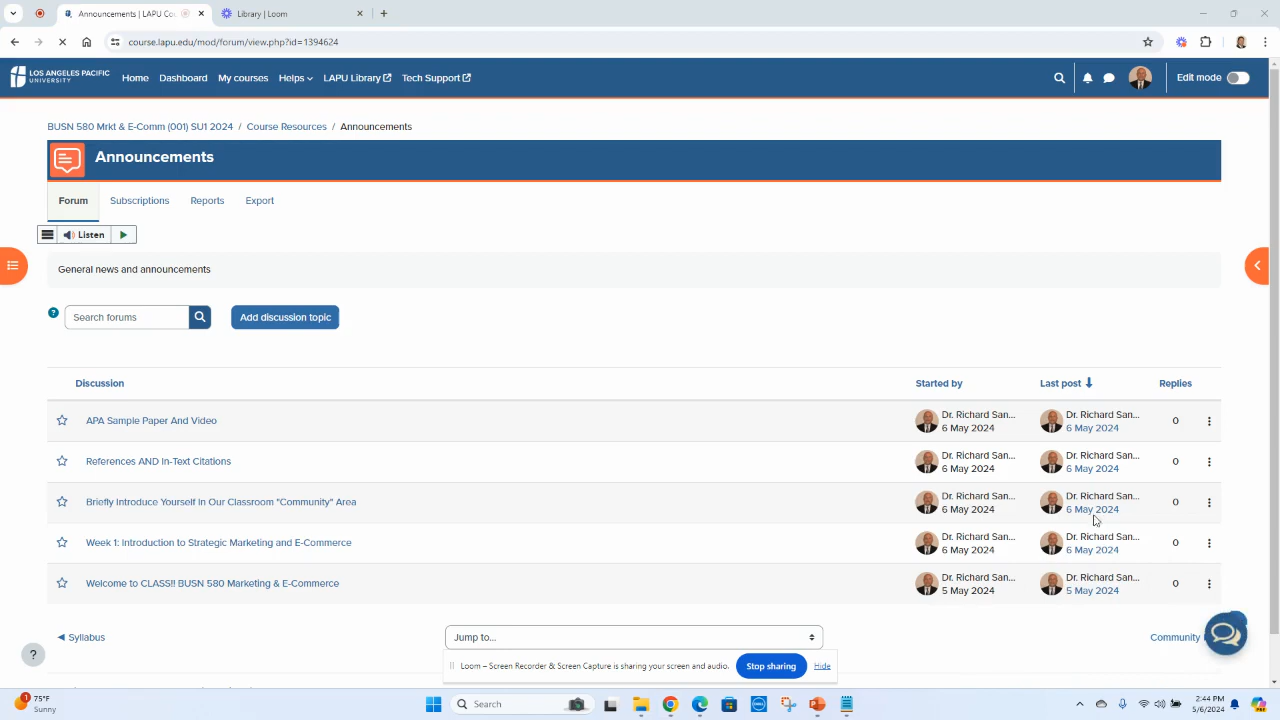 Announcements | LAPU Co
Library | Loom
course.lapu.edu/mod/forum/view.php?id=1394624
LOS ANGELES PACIFIC
UNIVERSITY
Home
Dashboard
My courses
Helps
LAPU Library
Tech Support
Edit mode
BUSN 580 Mrkt & E-Comm (001) SU1 2024 / Course Resources / Announcements
Announcements
Forum
Subscriptions
Reports
Export
Listen
General news and announcements
?
Search forums
Add discussion topic
Discussion
Started by
Last post
Replies
APA Sample Paper And Video
Dr. Richard San...
6 May 2024
Dr. Richard San...
6 May 2024
0
References AND In-Text Citations
Dr. Richard San...
6 May 2024
Dr. Richard San...
6 May 2024
0
Briefly Introduce Yourself In Our Classroom "Community" Area
Dr. Richard San...
6 May 2024
Dr. Richard San...
6 May 2024
0
Week 1: Introduction to Strategic Marketing and E-Commerce
Dr. Richard San...
6 May 2024
Dr. Richard San...
6 May 2024
0
Welcome to CLASS!! BUSN 580 Marketing & E-Commerce
Dr. Richard San...
5 May 2024
Dr. Richard San...
5 May 2024
0
◀ Syllabus
Jump to...
Community
?
Loom – Screen Recorder & Screen Capture is sharing your screen and audio.
Stop sharing
Hide
1
75°F
Sunny
Search
2:44 PM
5/6/2024